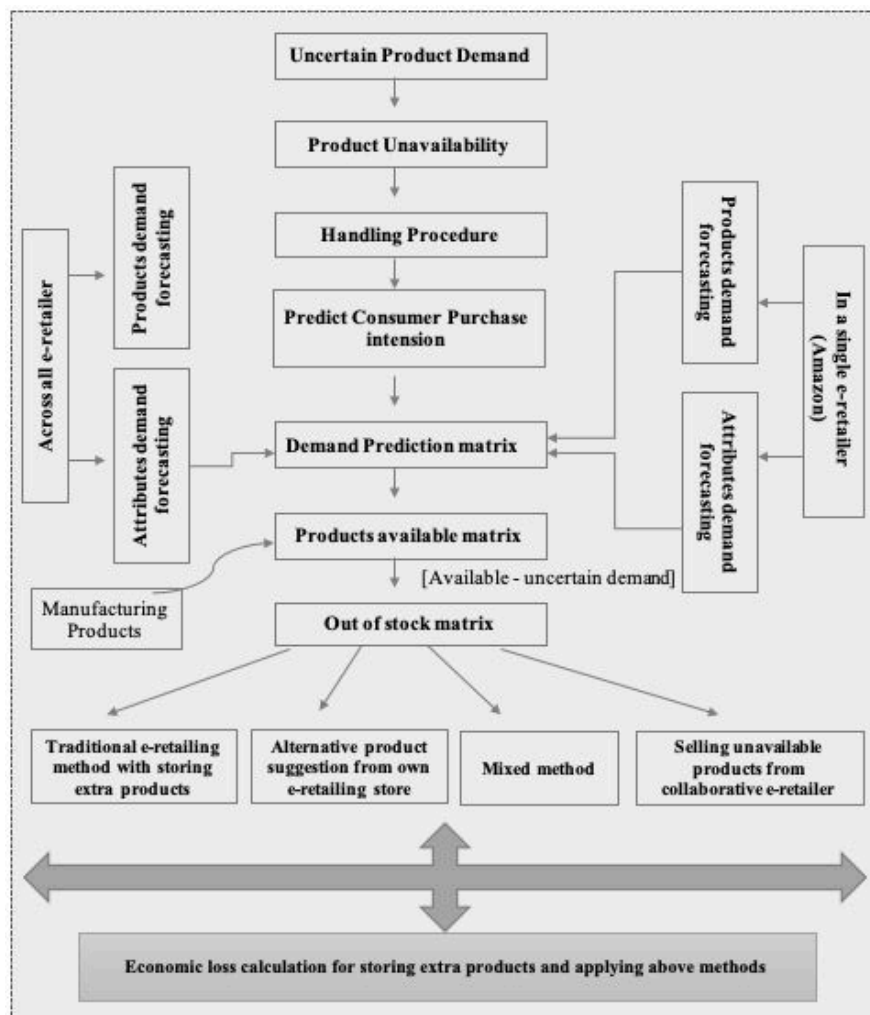 Uncertain Product Demand
Product Unavailability
Handling Procedure
Predict Consumer Purchase
intension
Demand Prediction matrix
Products available matrix
[Available - uncertain demand]
Out of stock matrix
Across all e-retailer
Products demand
forecasting
Attributes demand
forecasting
Manufacturing
Products
Products demand
forecasting
Attributes demand
forecasting
In a single e-retailer
(Amazon)
Traditional e-retailing
method with storing
extra products
Alternative product
suggestion from own
e-retailing store
Mixed method
Selling unavailable
products from
collaborative e-retailer
Economic loss calculation for storing extra products and applying above methods